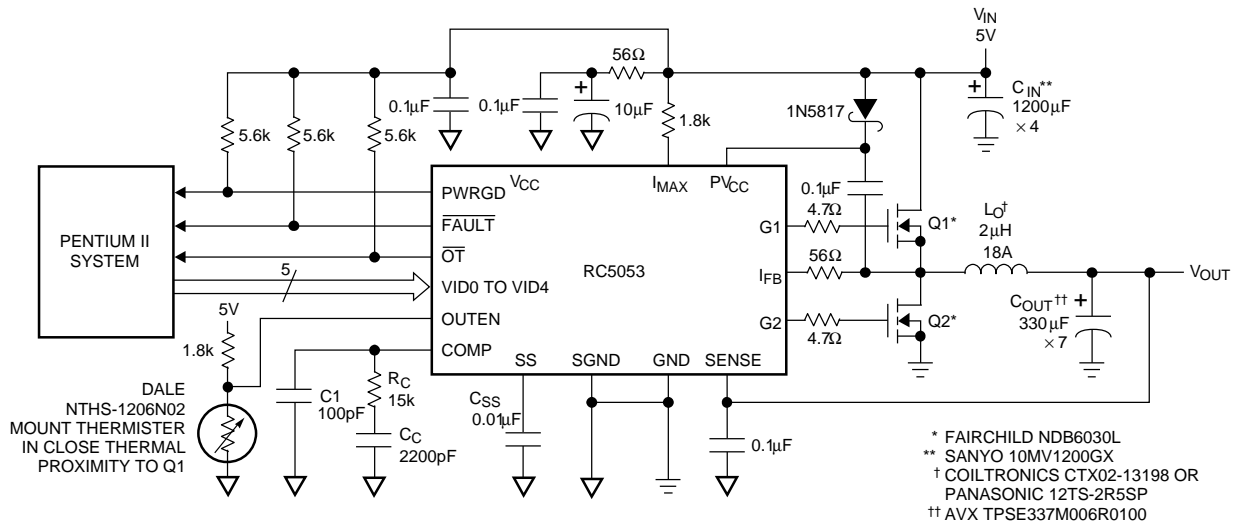 V_IN
5V
56Ω
0.1µF
0.1µF
10µF
+
1.8k
1N5817
+
C_IN**
1200µF
×4
5.6k
5.6k
5.6k
V_CC
I_MAX
PV_CC
0.1µF
4.7Ω
PENTIUM II
SYSTEM
PWRGD
FAULT
OT
5
VID0 TO VID4
OUTEN
COMP
RC5053
G1
I_FB
G2
56Ω
4.7Ω
Q1*
Q2*
L_O†
2µH
18A
V_OUT
C_OUT††
+
330µF
×7
SS
SGND
GND
SENSE
5V
1.8k
DALE
NTHS-1206N02
MOUNT THERMISTER
IN CLOSE THERMAL
PROXIMITY TO Q1
C1
100pF
R_C
15k
C_C
2200pF
C_SS
0.01µF
0.1µF
* FAIRCHILD NDB6030L
** SANYO 10MV1200GX
† COILTRONICS CTX02-13198 OR
PANASONIC 12TS-2R5SP
†† AVX TPSE337M006R0100